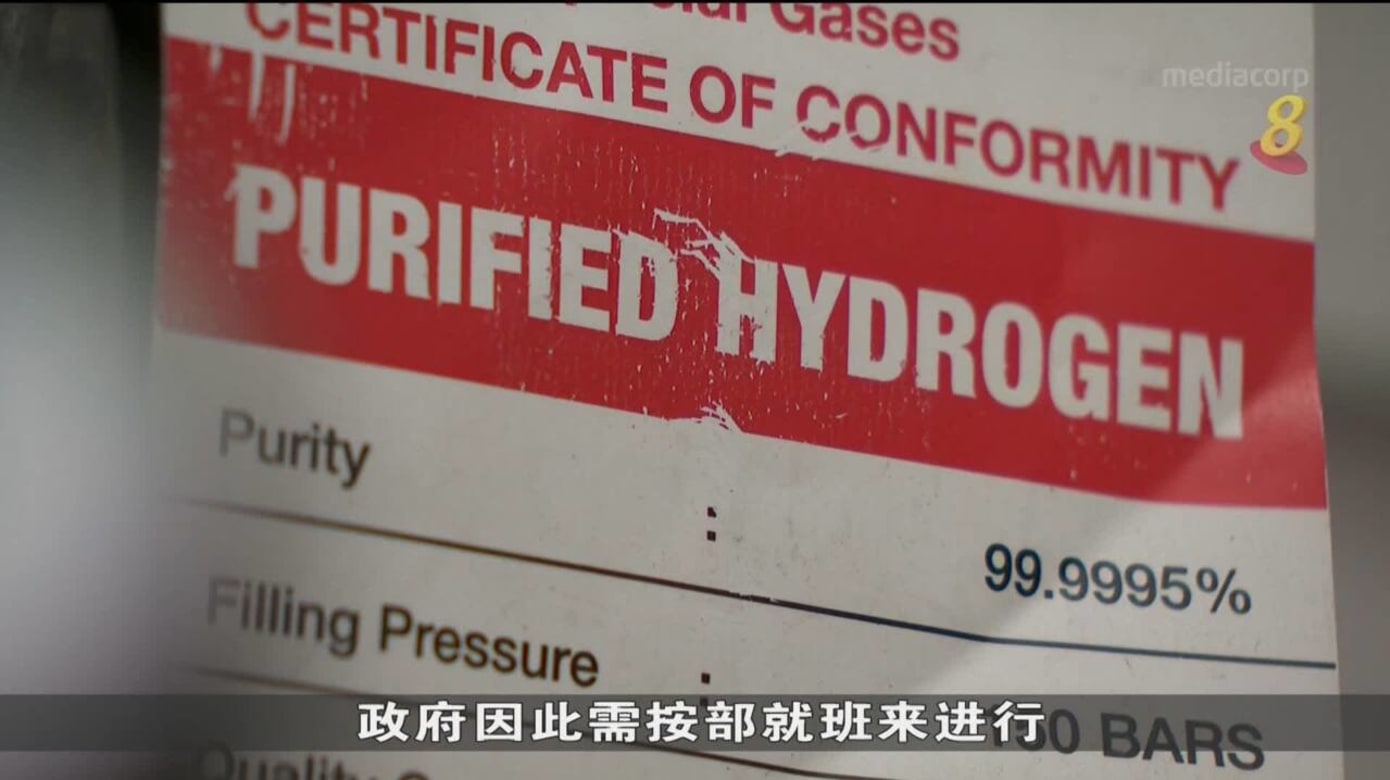 Gases
CERTIFICATE OF CONFORMITY
mediacorp
8
PURIFIED HYDROGEN
Purity : 99.9995%
Filling Pressure :
BARS
政府因此需按部就班来进行